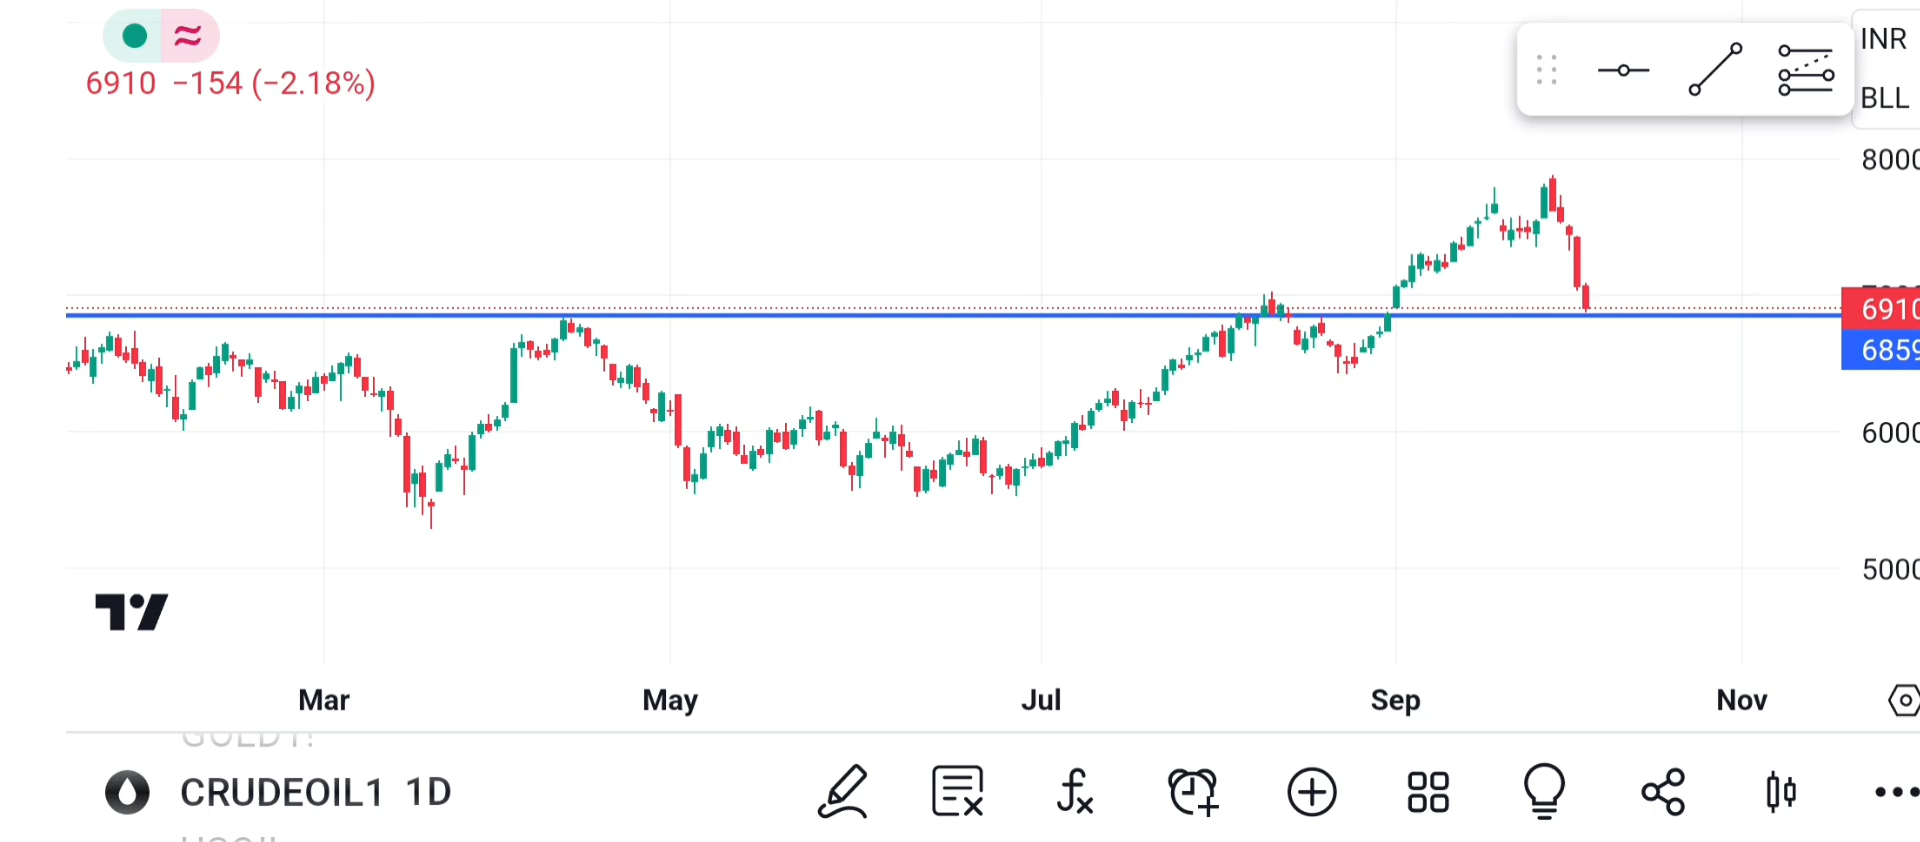 INR
6910 −154 (−2.18%)
BLL
8000
6910
6859
6000
5000
Mar May Jul Sep Nov
CRUDEOIL1 1D